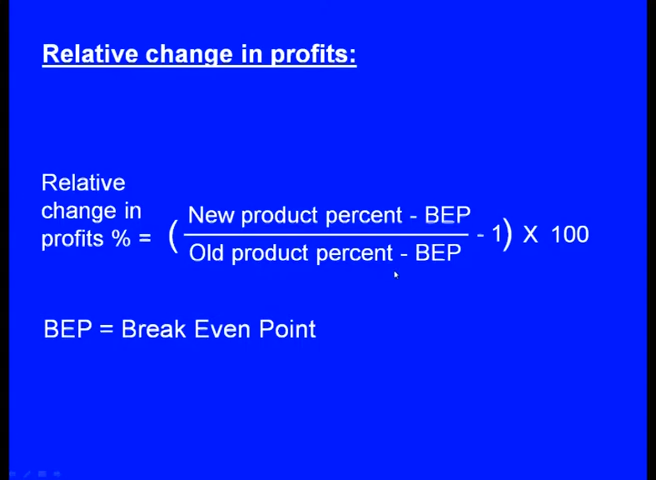 Relative change in profits:
Relative
change in
profits % =
( New product percent - BEP
Old product percent - BEP
- 1) X 100
BEP = Break Even Point